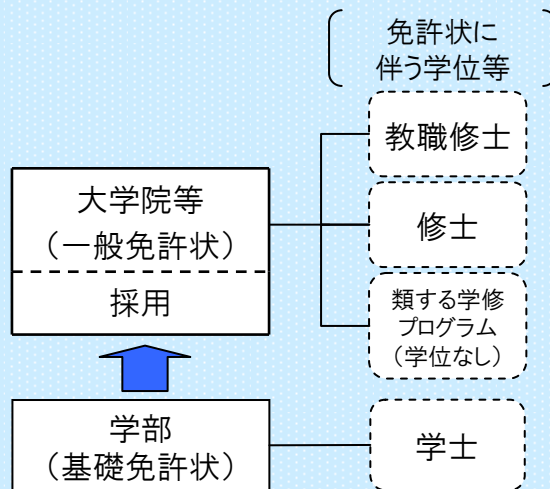 免許状に
伴う学位等
教職修士
大学院等
（一般免許状）
採用
修士
類する学修
プログラム
（学位なし）
学部
（基礎免許状）
学士